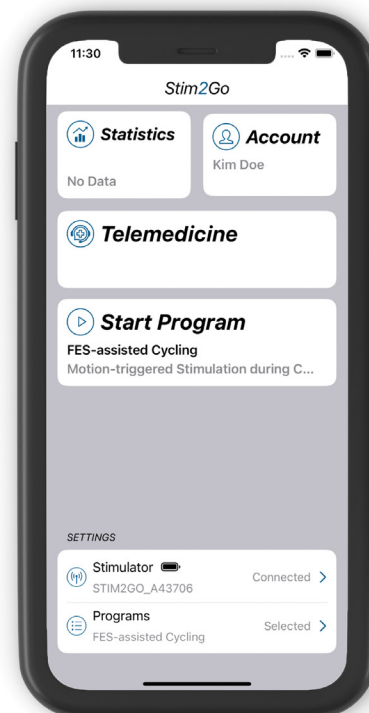 11:30
Stim2Go
Statistics
No Data
Account
Kim Doe
Telemedicine
Start Program
FES-assisted Cycling
Motion-triggered Stimulation during C...
SETTINGS
Stimulator
STIM2GO_A43706
Connected
Programs
FES-assisted Cycling
Selected